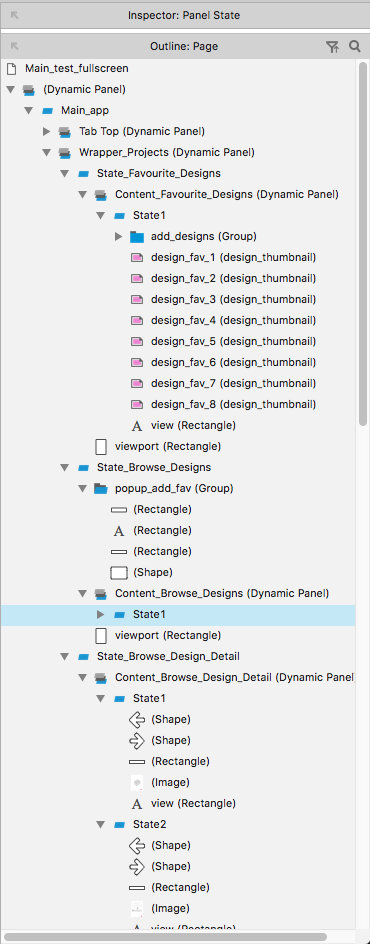 Inspector: Panel State
Outline: Page
Main_test_fullscreen
(Dynamic Panel)
Main_app
Tab Top (Dynamic Panel)
Wrapper_Projects (Dynamic Panel)
State_Favourite_Designs
Content_Favourite_Designs (Dynamic Panel)
State1
add_designs (Group)
design_fav_1 (design_thumbnail)
design_fav_2 (design_thumbnail)
design_fav_3 (design_thumbnail)
design_fav_4 (design_thumbnail)
design_fav_5 (design_thumbnail)
design_fav_6 (design_thumbnail)
design_fav_7 (design_thumbnail)
design_fav_8 (design_thumbnail)
view (Rectangle)
viewport (Rectangle)
State_Browse_Designs
popup_add_fav (Group)
(Rectangle)
(Rectangle)
(Rectangle)
(Shape)
Content_Browse_Designs (Dynamic Panel)
State1
viewport (Rectangle)
State_Browse_Design_Detail
Content_Browse_Design_Detail (Dynamic Panel
State1
(Shape)
(Shape)
(Rectangle)
(Image)
view (Rectangle)
State2
(Shape)
(Shape)
(Rectangle)
(Image)
view (Rectangle)